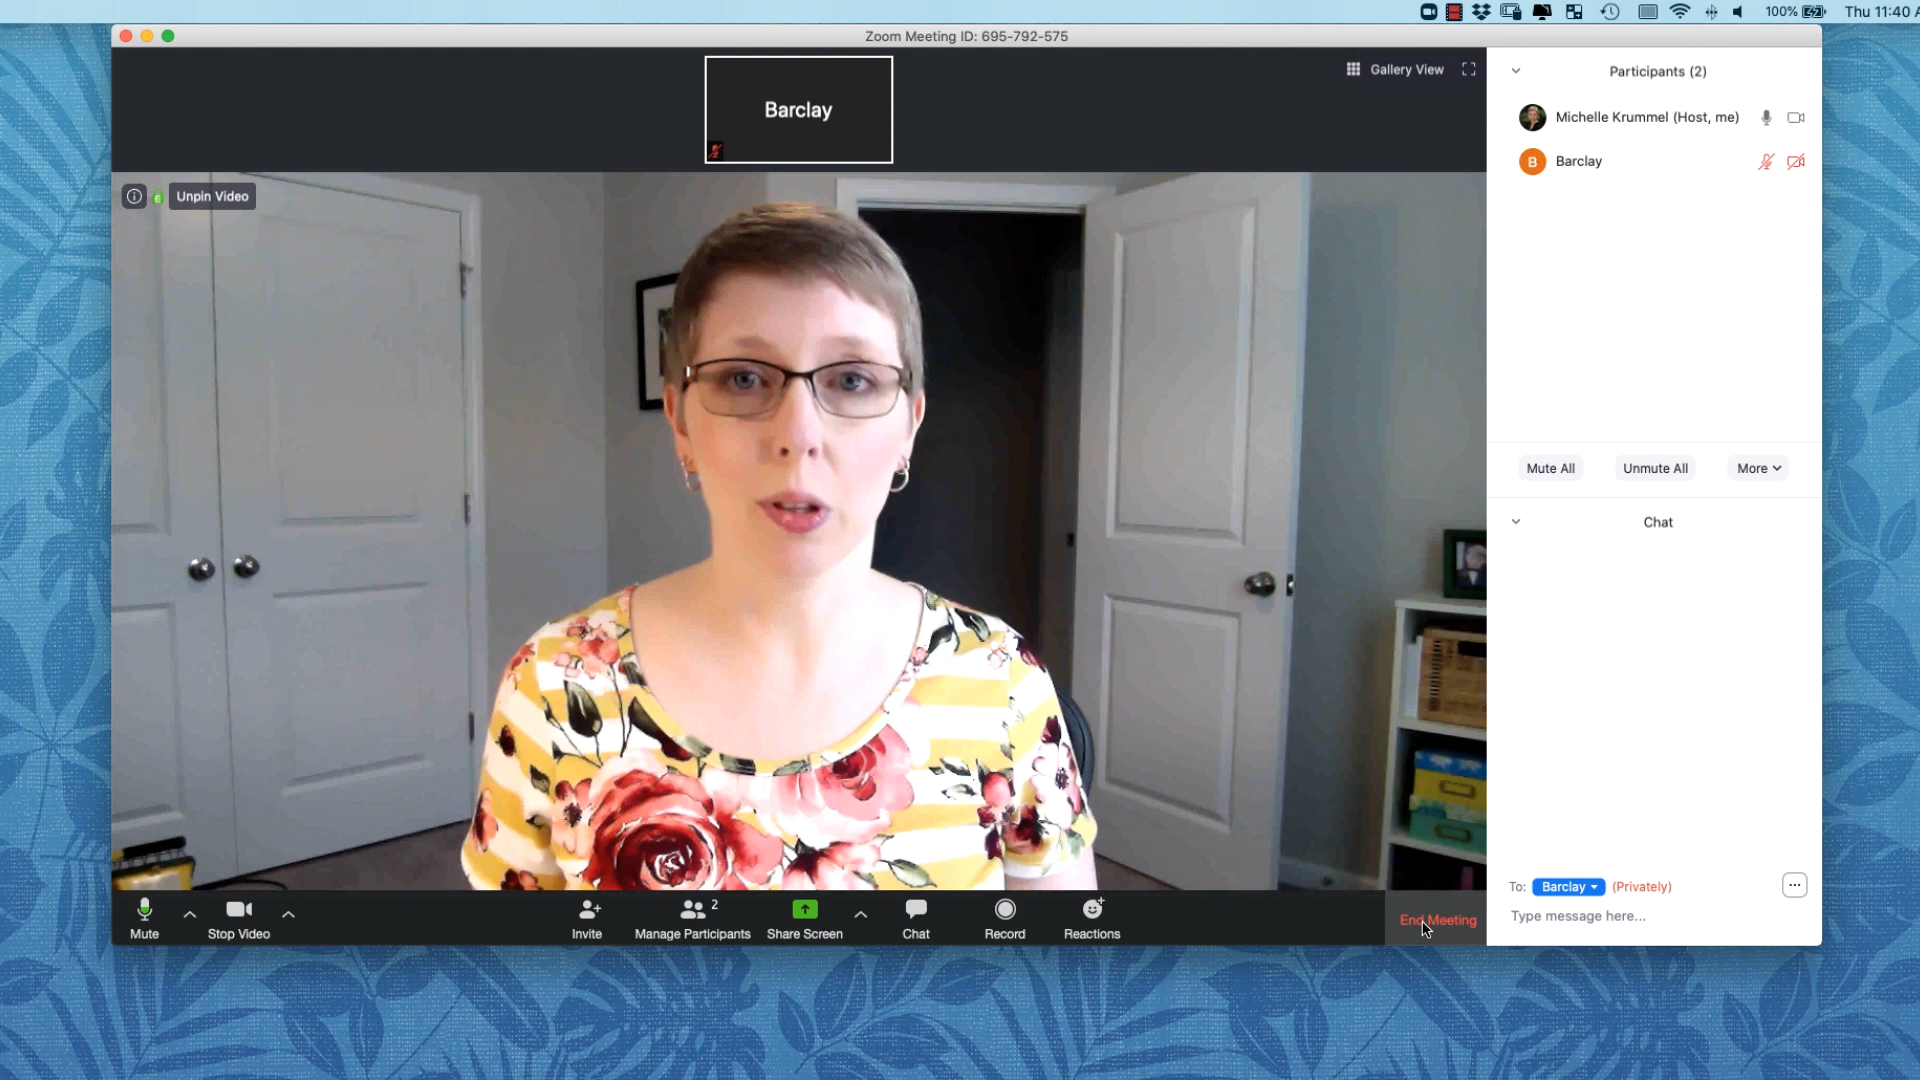 100%
Thu 11:40 A
Zoom Meeting ID: 695-792-575
Barclay
Gallery View
Participants (2)
Michelle Krummel (Host, me)
B
Barclay
Unpin Video
Mute All
Unmute All
More
Chat
To: Barclay (Privately)
...
Type message here...
Mute
Stop Video
Invite
2
Manage Participants
Share Screen
Chat
Record
Reactions
End Meeting